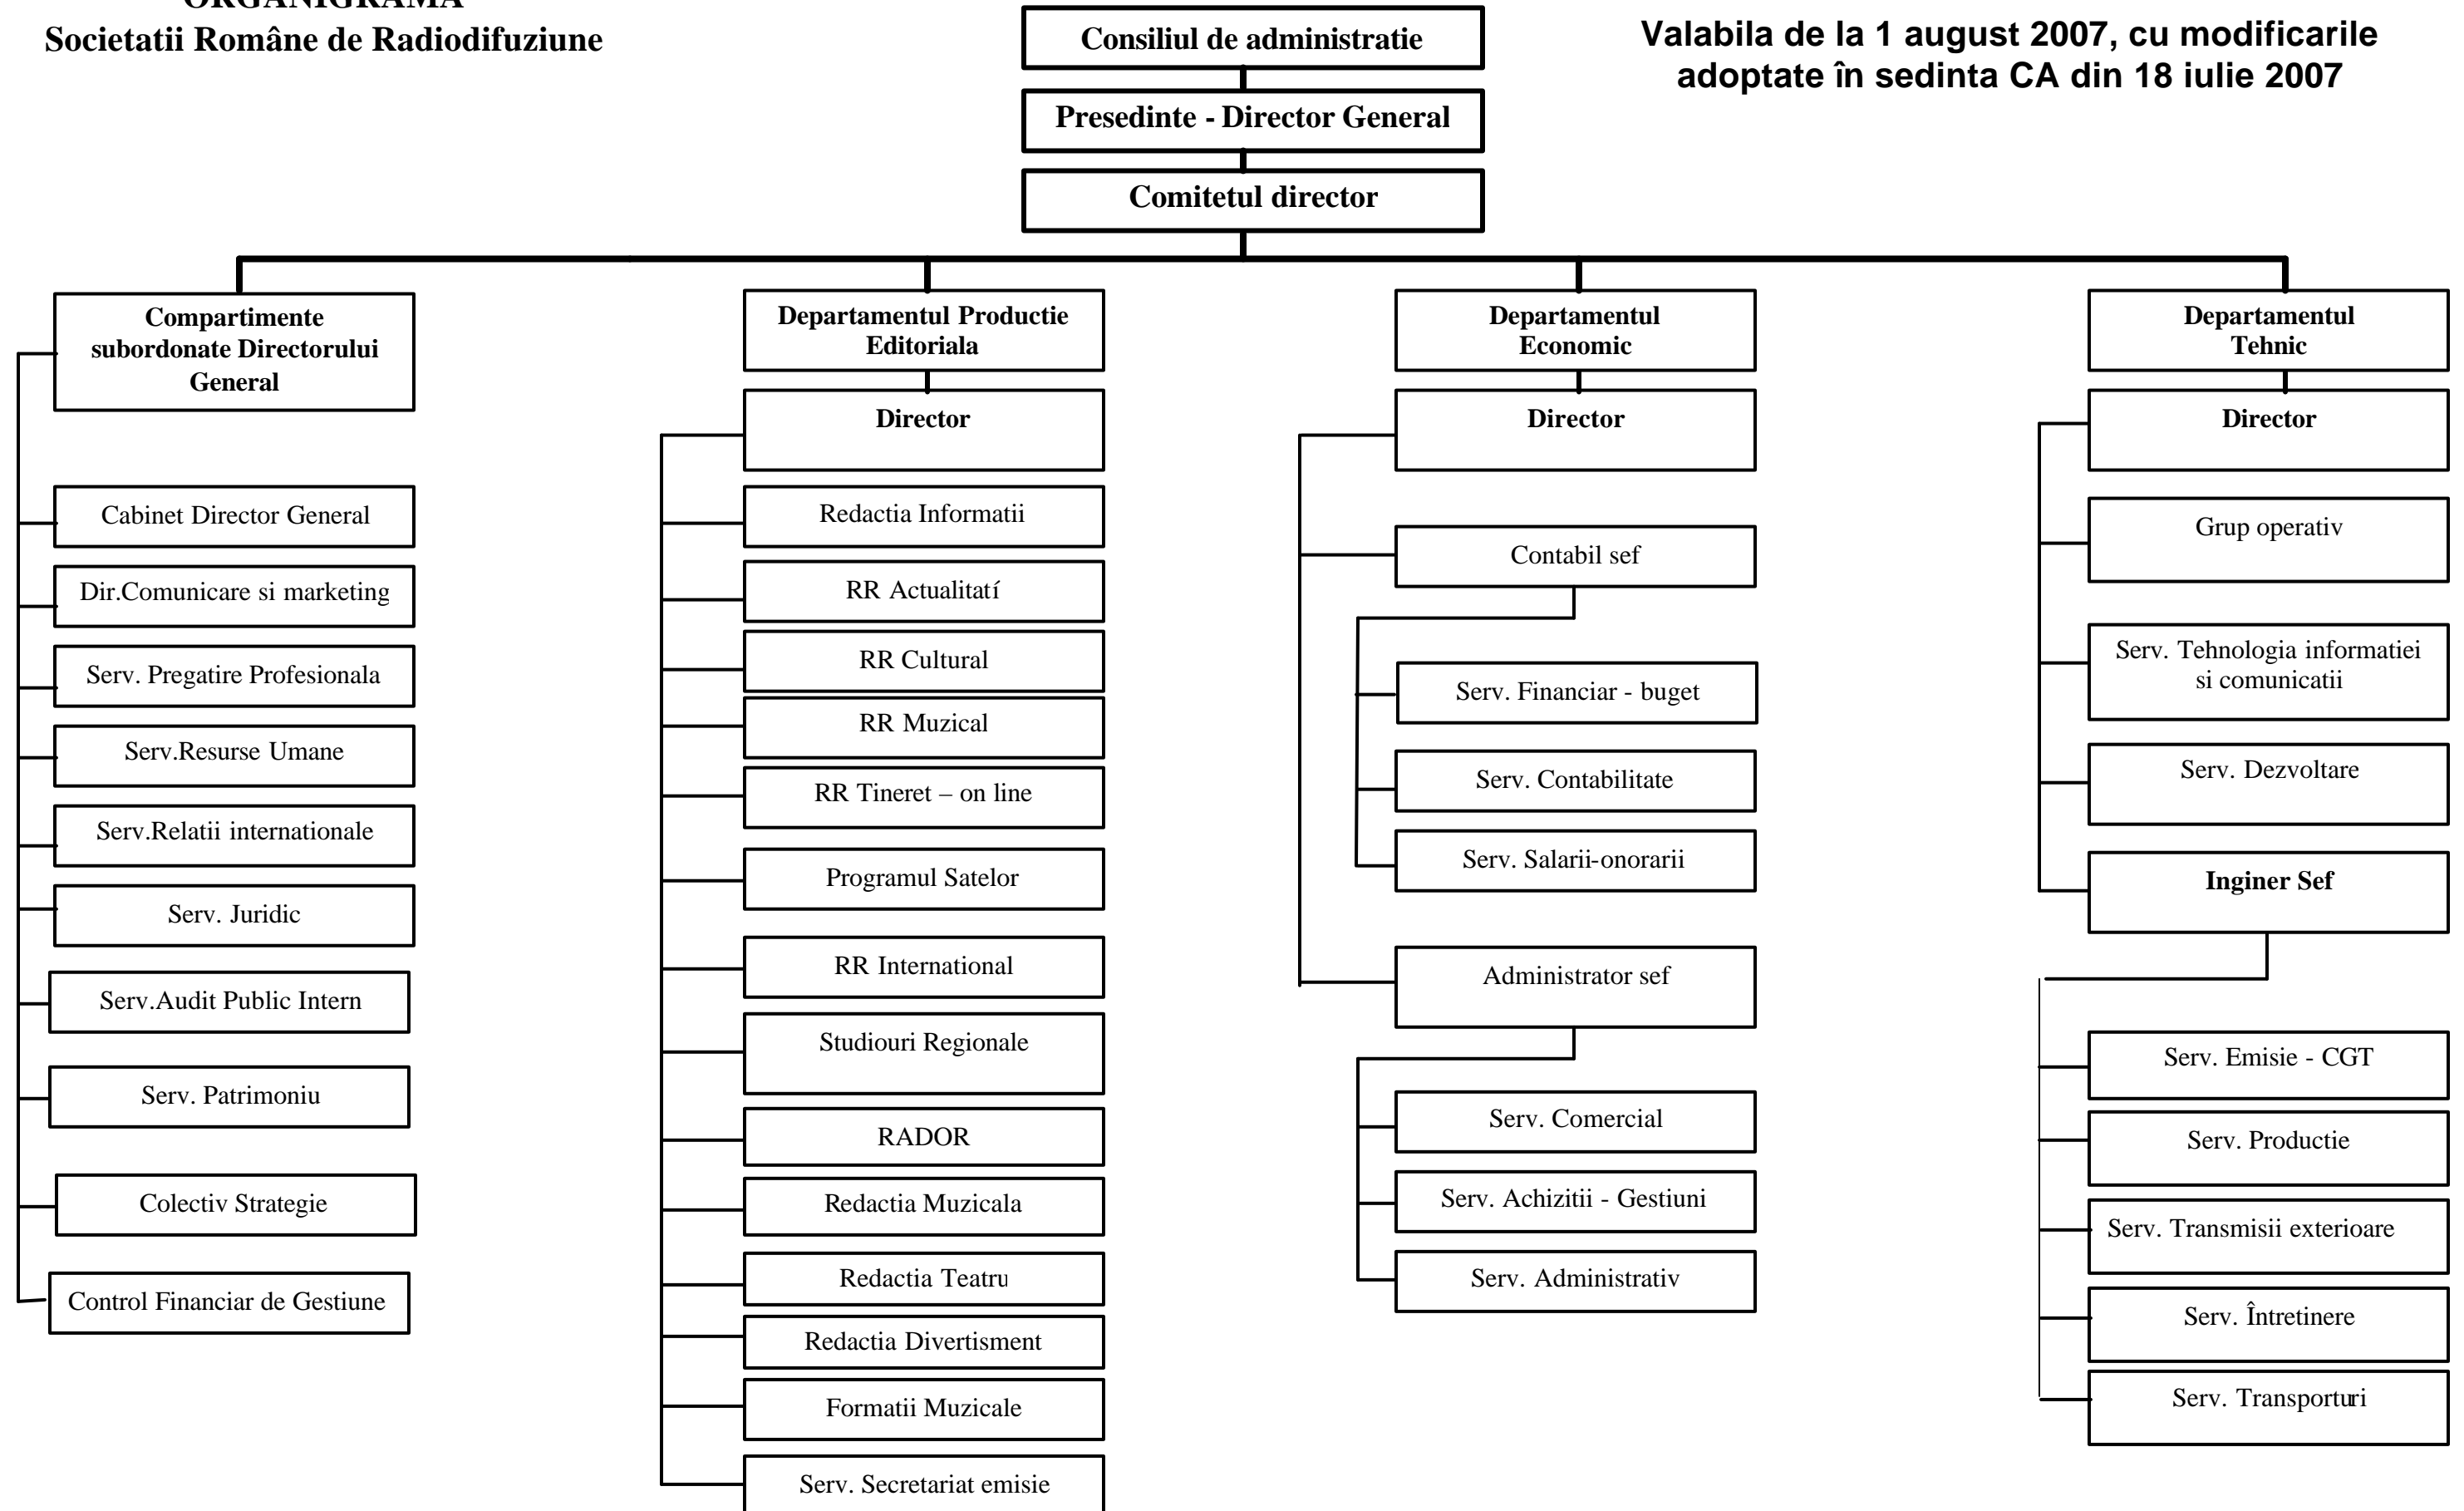 ORGANIGRAMA
Societatii Române de Radiodifuziune
Consiliul de administratie
Presedinte - Director General
Comitetul director
Valabila de la 1 august 2007, cu modificarile
adoptate în sedinta CA din 18 iulie 2007
Compartimente
subordonate Directorului
General
Cabinet Director General
Dir.Comunicare si marketing
Serv. Pregatire Profesionala
Serv.Resurse Umane
Serv.Relatii internationale
Serv. Juridic
Serv.Audit Public Intern
Serv. Patrimoniu
Colectiv Strategie
Control Financiar de Gestiune
Departamentul Productie
Editoriala
Director
Redactia Informatii
RR Actualitatí
RR Cultural
RR Muzical
RR Tineret – on line
Programul Satelor
RR International
Studiouri Regionale
RADOR
Redactia Muzicala
Redactia Teatru
Redactia Divertisment
Formatii Muzicale
Serv. Secretariat emisie
Departamentul
Economic
Director
Contabil sef
Serv. Financiar - buget
Serv. Contabilitate
Serv. Salarii-onorarii
Administrator sef
Serv. Comercial
Serv. Achizitii - Gestiuni
Serv. Administrativ
Departamentul
Tehnic
Director
Grup operativ
Serv. Tehnologia informatiei
si comunicatii
Serv. Dezvoltare
Inginer Sef
Serv. Emisie - CGT
Serv. Productie
Serv. Transmisii exterioare
Serv. Întretinere
Serv. Transporturi